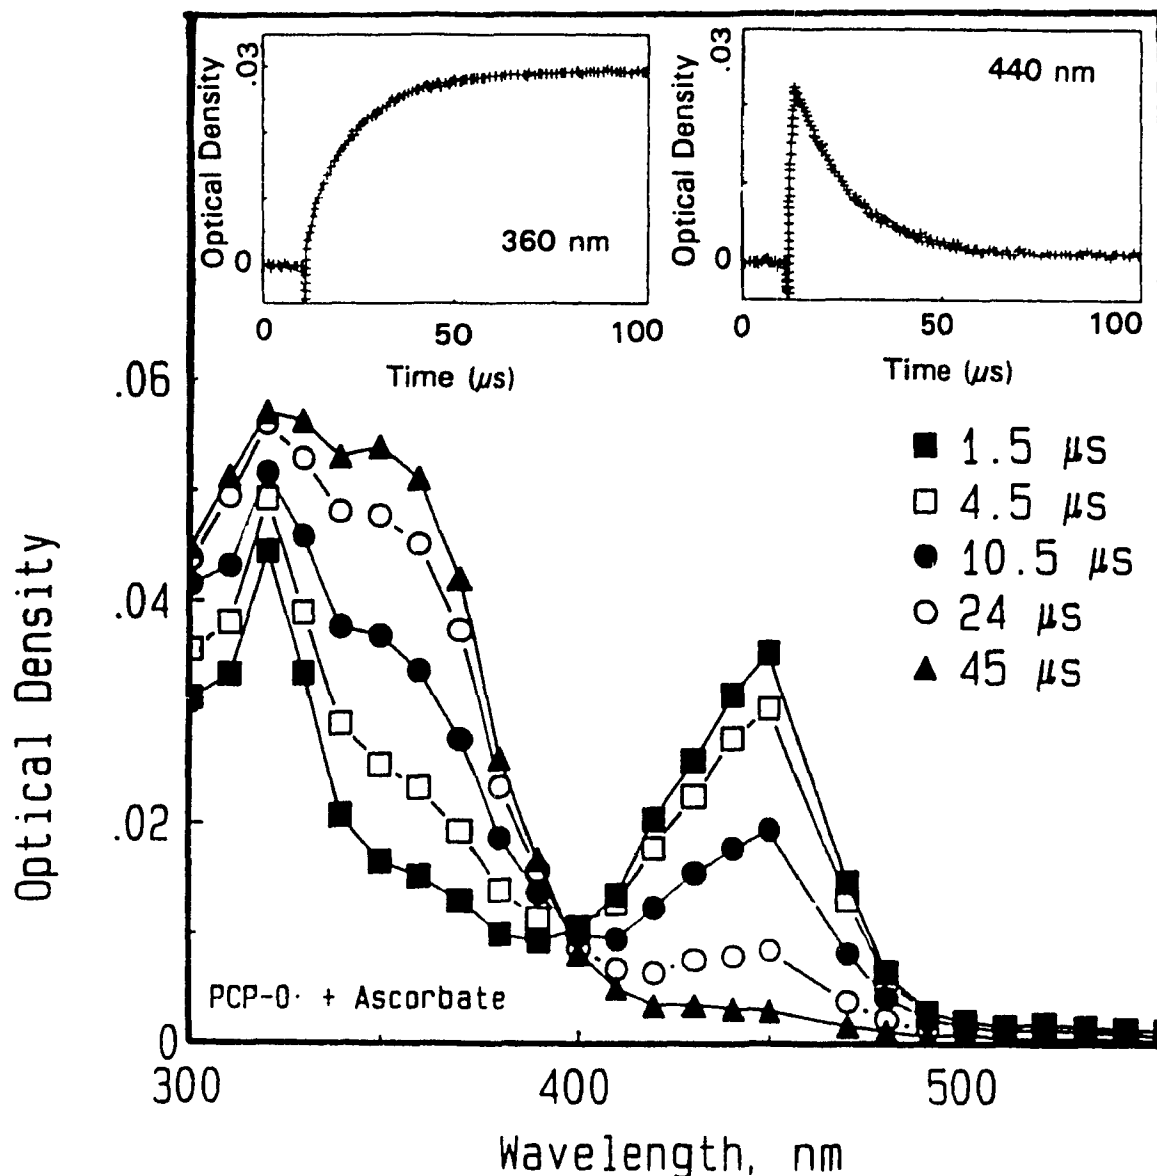 .03
Optical Density
0
360 nm
0 50 100
Time (μs)
.03
Optical Density
0
440 nm
0 50 100
Time (μs)
.06
.04
.02
0
Optical Density
■ 1.5 μs
□ 4.5 μs
● 10.5 μs
○ 24 μs
▲ 45 μs
PCP-O· + Ascorbate
300 400 500
Wavelength, nm